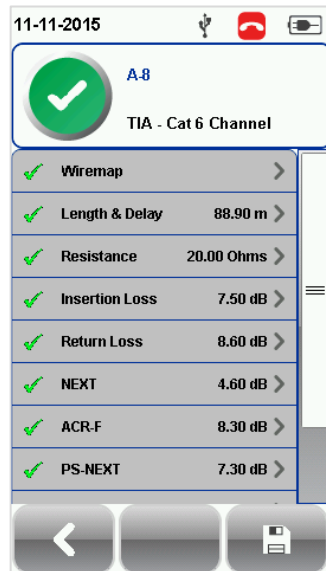 11-11-2015
A-8
TIA - Cat 6 Channel
Wiremap
Length & Delay 88.90 m
Resistance 20.00 Ohms
Insertion Loss 7.50 dB
Return Loss 8.60 dB
NEXT 4.60 dB
ACR-F 8.30 dB
PS-NEXT 7.30 dB